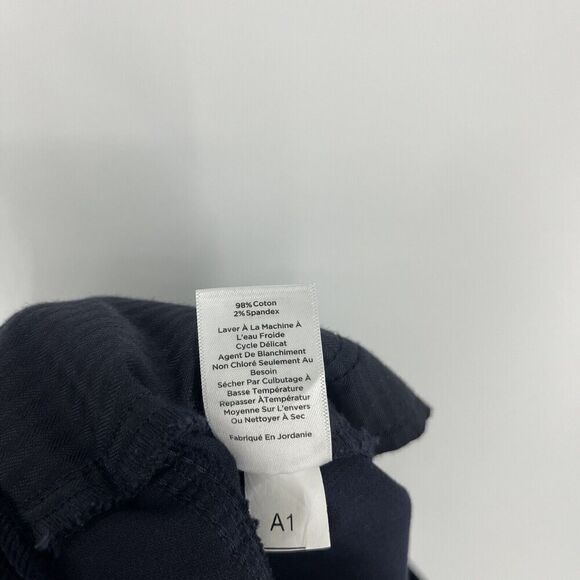 98% Coton
2% Spandex
Laver À La Machine À
L'eau Froide
Cycle Délicat
Agent De Blanchiment
Non Chloré Seulement Au
Besoin
Sécher Par Culbutage À
Basse Température
Repasser ÀTempératur
Moyenne Sur L'envers
Ou Nettoyer À Sec
Fabriqué En Jordanie
A1